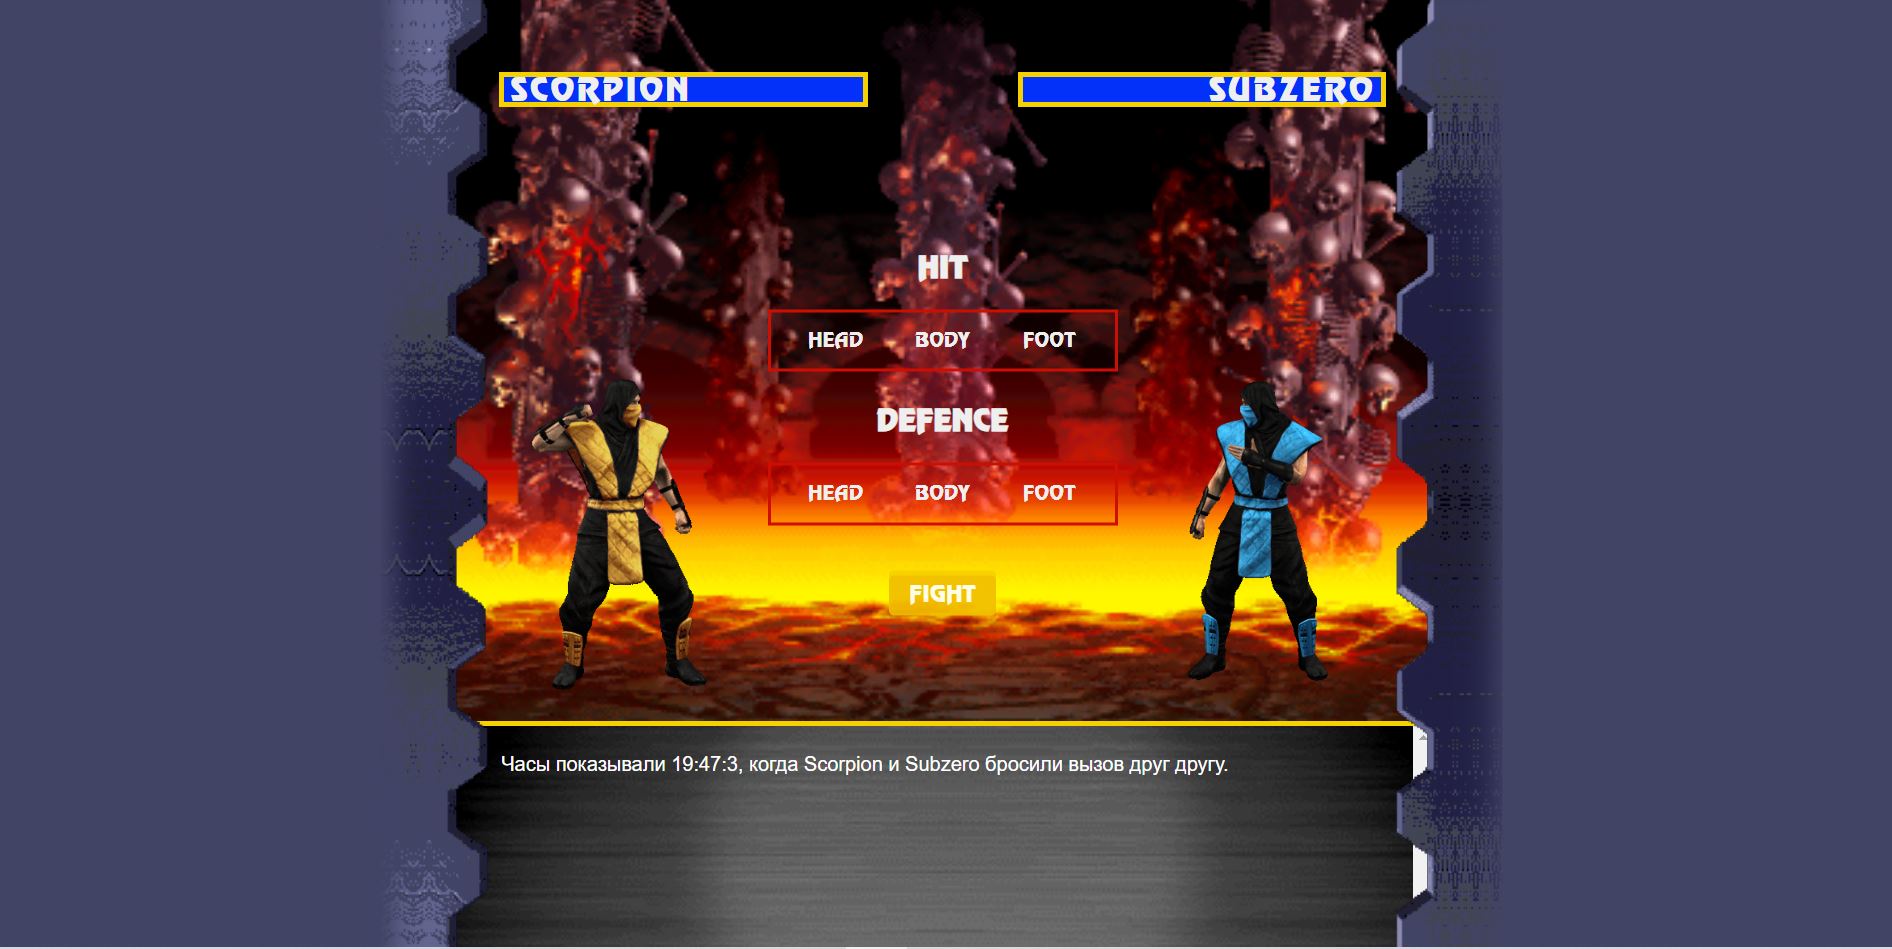 SCORPION
SUBZERO
HIT
HEAD BODY FOOT
DEFENCE
HEAD BODY FOOT
FIGHT
Часы показывали 19:47:3, когда Scorpion и Subzero бросили вызов друг другу.